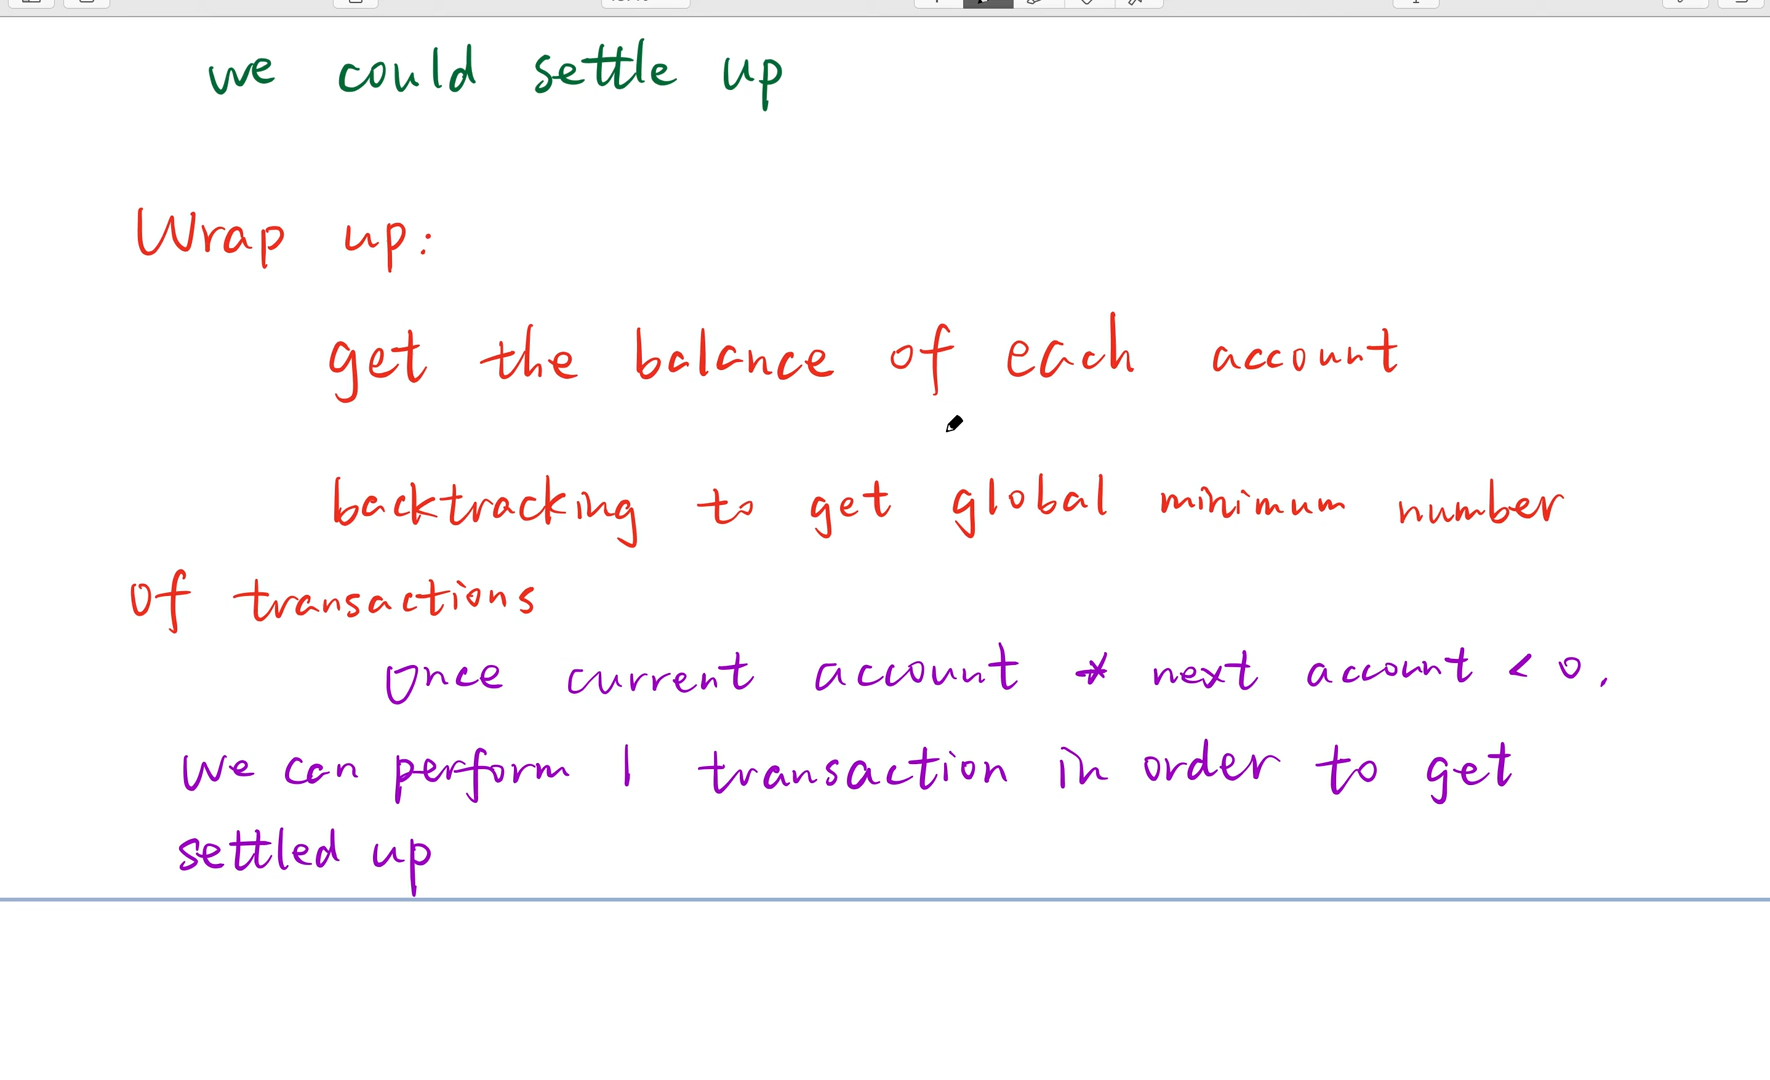 we could settle up
Wrap up:
get the balance of each account
backtracking to get global minimum number
of transactions
Once current account * next account < 0,
we can perform 1 transaction in order to get
settled up